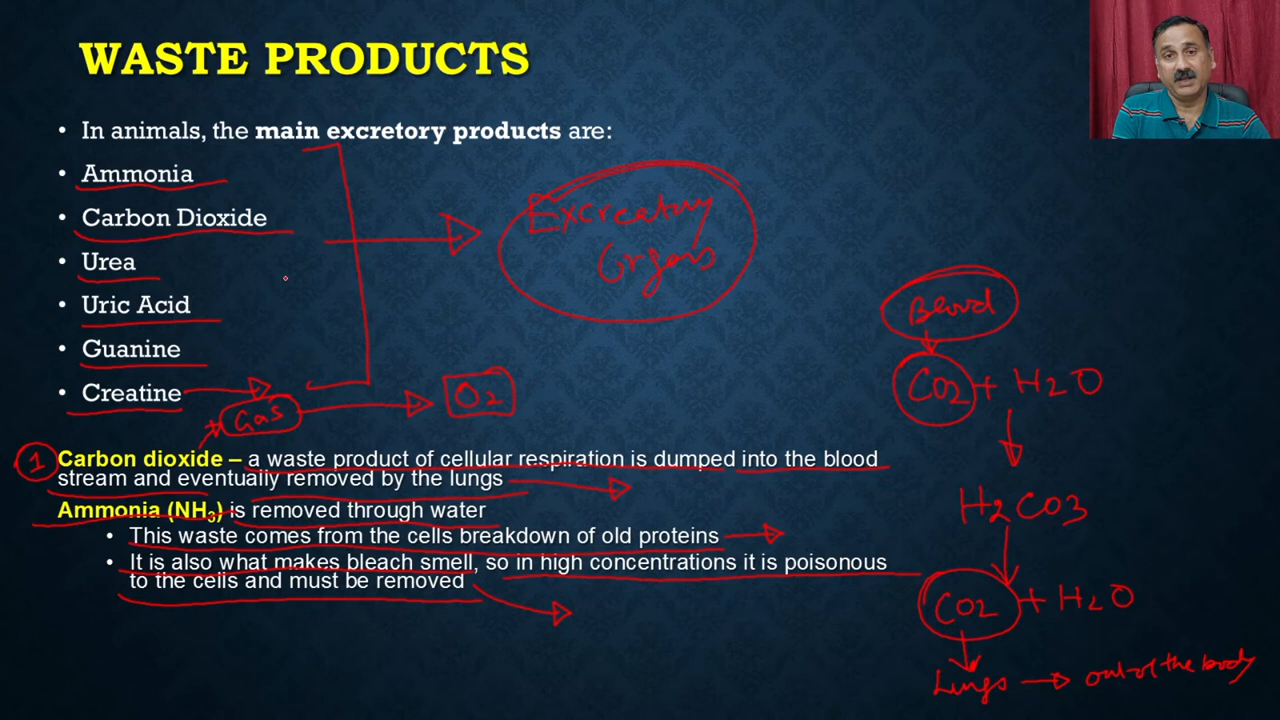 WASTE PRODUCTS
• In animals, the main excretory products are:
• Ammonia
• Carbon Dioxide
• Urea
• Uric Acid
• Guanine
• Creatine
Excreatory
Organs
Gas
O2
1
Carbon dioxide – a waste product of cellular respiration is dumped into the blood
stream and eventually removed by the lungs
Ammonia (NH3) is removed through water
• This waste comes from the cells breakdown of old proteins
• It is also what makes bleach smell, so in high concentrations it is poisonous
to the cells and must be removed
Blood
CO2 + H2O
H2CO3
CO2 + H2O
Lungs → out of the body